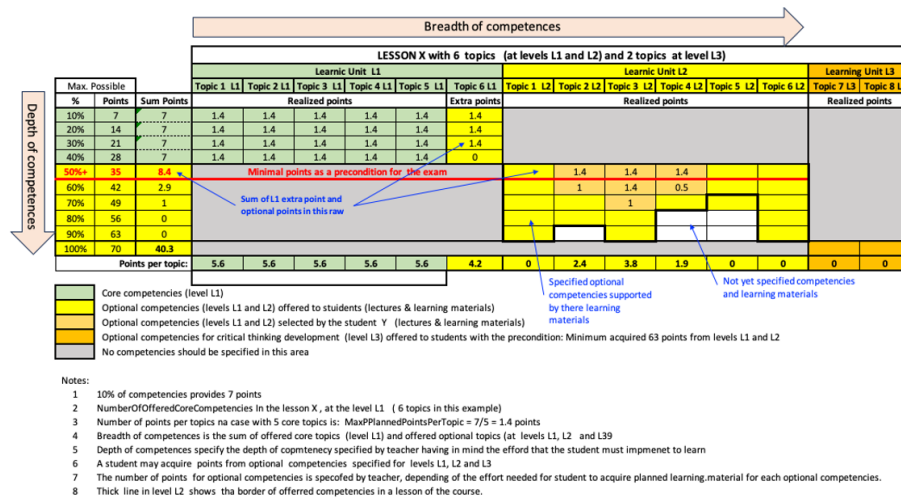 Breadth of competences
LESSON X with 6 topics (at levels L1 and L2) and 2 topics at level L3)
Learnic Unit L1 Learnic Unit L2 Learning Unit L3
Max. Possible Topic 1 L1 Topic 2 L1 Topic 3 L1 Topic 4 L1 Topic 5 L1 Topic 6 L1 Topic 1 L2 Topic 2 L2 Topic 3 L2 Topic 4 L2 Topic 5 L2 Topic 6 L2 Topic 7 L3 Topic 8 L
% Points Sum Points Realized points Extra points Realized points Realized points
10% 7 7 1.4 1.4 1.4 1.4 1.4 1.4
20% 14 7 1.4 1.4 1.4 1.4 1.4 1.4
30% 21 7 1.4 1.4 1.4 1.4 1.4 1.4
40% 28 7 1.4 1.4 1.4 1.4 1.4 0
50%+ 35 8.4 Minimal points as a precondition for the exam 1.4 1.4 1.4
60% 42 2.9 1 1.4 0.5
70% 49 1 1
80% 56 0
90% 63 0
100% 70 40.3
Sum of L1 extra point and
optional points in this raw
Depth of competences
Points per topic: 5.6 5.6 5.6 5.6 5.6 4.2 0 2.4 3.8 1.9 0 0 0 0
Specified optional
competencies supported
by there learning
materials
Not yet specified competencies
and learning materials
Core competencies (level L1)
Optional competencies (levels L1 and L2) offered to students (lectures & learning materials)
Optional competencies (levels L1 and L2) selected by the student Y (lectures & learning materials)
Optional competencies for critical thinking development (level L3) offered to students with the precondition: Minimum acquired 63 points from levels L1 and L2
No competencies should be specified in this area
Notes:
1 10% of competencies provides 7 points
2 NumberOfOfferedCoreCompetencies In the lesson X , at the level L1 ( 6 topics in this example)
3 Number of points per topics na case with 5 core topics is: MaxPPlannedPointsPerTopic = 7/5 = 1.4 points
4 Breadth of competences is the sum of offered core topics (level L1) and offered optional topics (at levels L1, L2 and L39
5 Depth of competences specify the depth of copmtenecy specified by teacher having in mind the efford that the student must impmenet to learn
6 A student may acquire points from optional competencies specified for levels L1, L2 and L3
7 The number of points for optional competencies is specofed by teacher, depending of the effort needed for student to acquire planned learning.material for each optional competencies.
8 Thick line in level L2 shows tha border of offerred competencies in a lesson of the course.